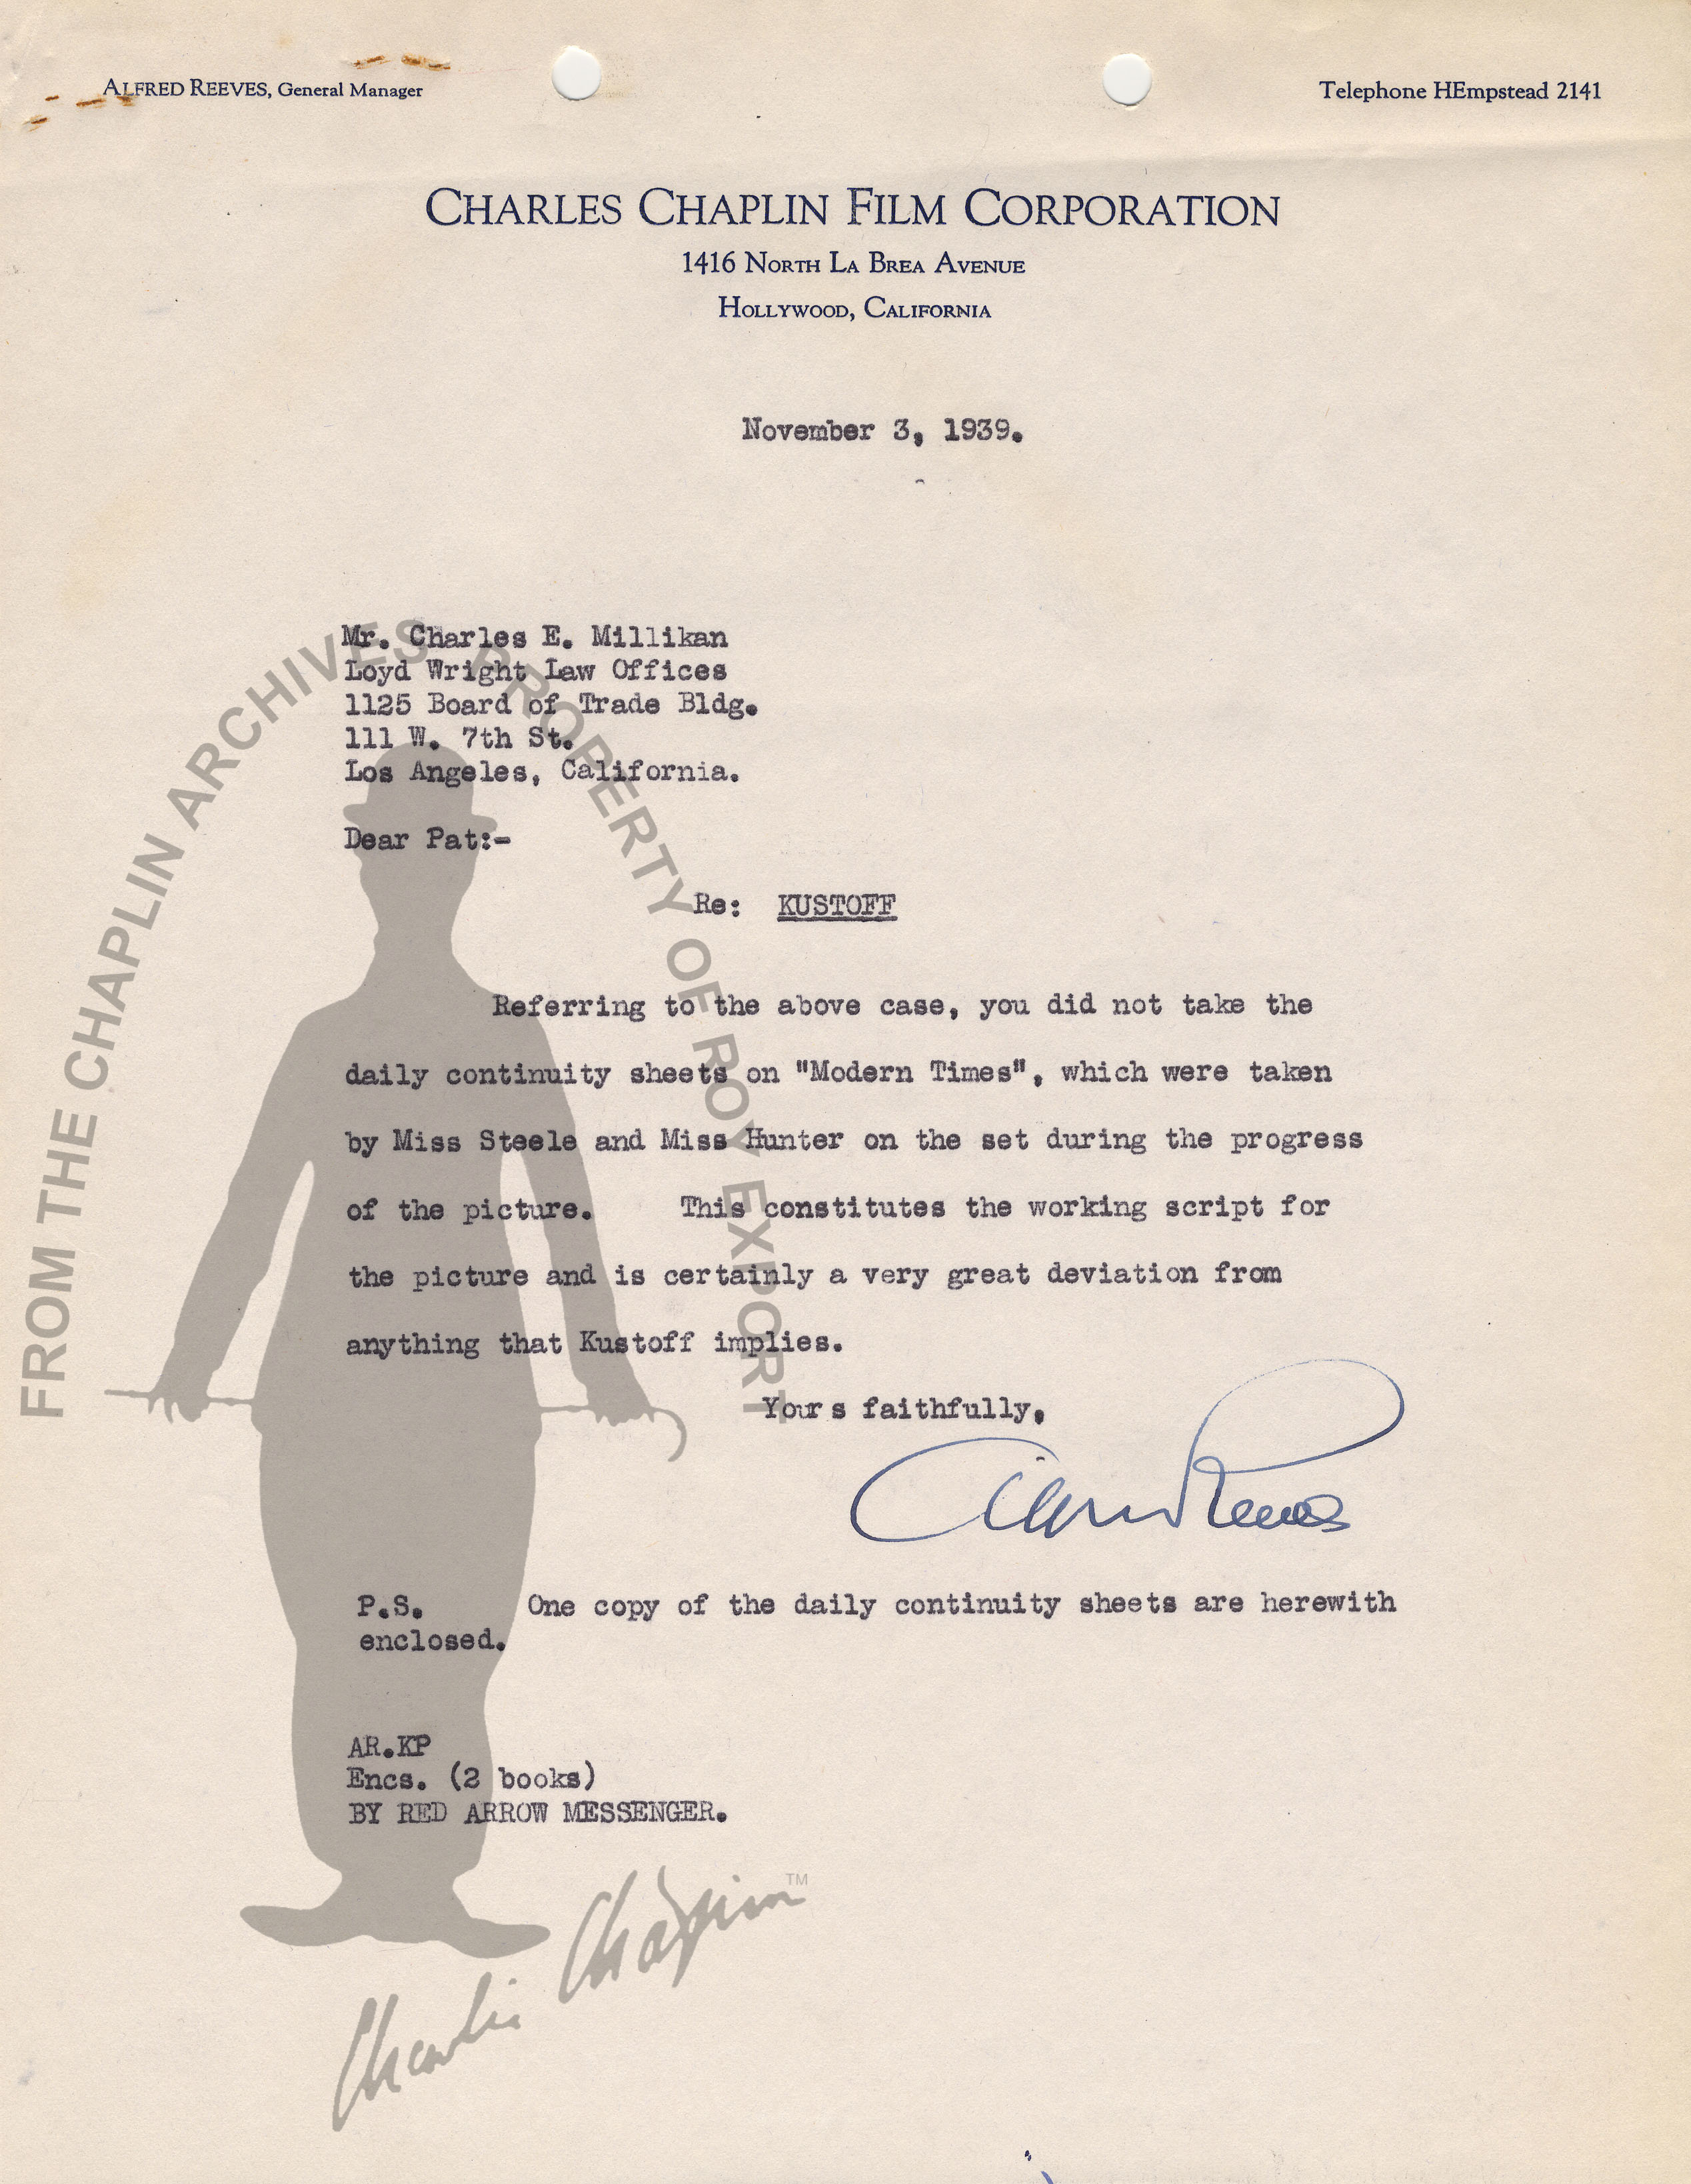 ALFRED REEVES, General Manager
Telephone HEmpstead 2141
CHARLES CHAPLIN FILM CORPORATION
1416 NORTH LA BREA AVENUE
HOLLYWOOD, CALIFORNIA
November 3, 1939.
Mr. Charles E. Millikan
Loyd Wright Law Offices
1125 Board of Trade Bldg.
111 W. 7th St.
Los Angeles, California.
Dear Pat:-
Re: KUSTOFF
Referring to the above case, you did not take the
daily continuity sheets on "Modern Times", which were taken
by Miss Steele and Miss Hunter on the set during the progress
of the picture. This constitutes the working script for
the picture and is certainly a very great deviation from
anything that Kustoff implies.
Yours faithfully,
Alfred Reeves
P.S. One copy of the daily continuity sheets are herewith
enclosed.
AR.KP
Encs. (2 books)
BY RED ARROW MESSENGER.
FROM THE CHAPLIN ARCHIVES PROPERTY OF ROY EXPORT
Charlie Chaplin TM